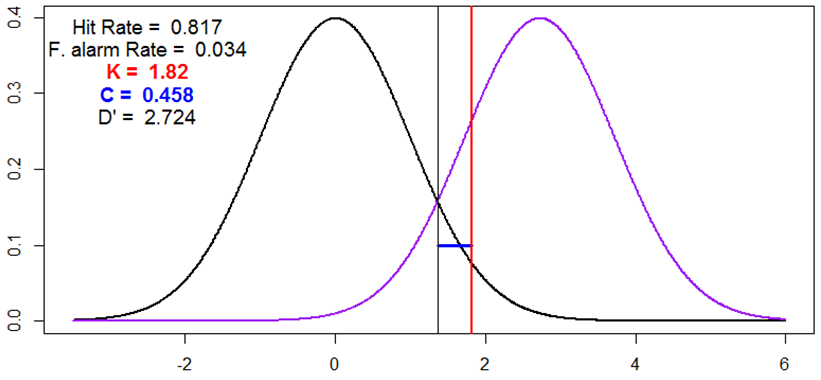 Hit Rate = 0.817
F. alarm Rate = 0.034
K = 1.82
C = 0.458
D' = 2.724
0.4
0.3
0.2
0.1
0.0
-2 0 2 4 6